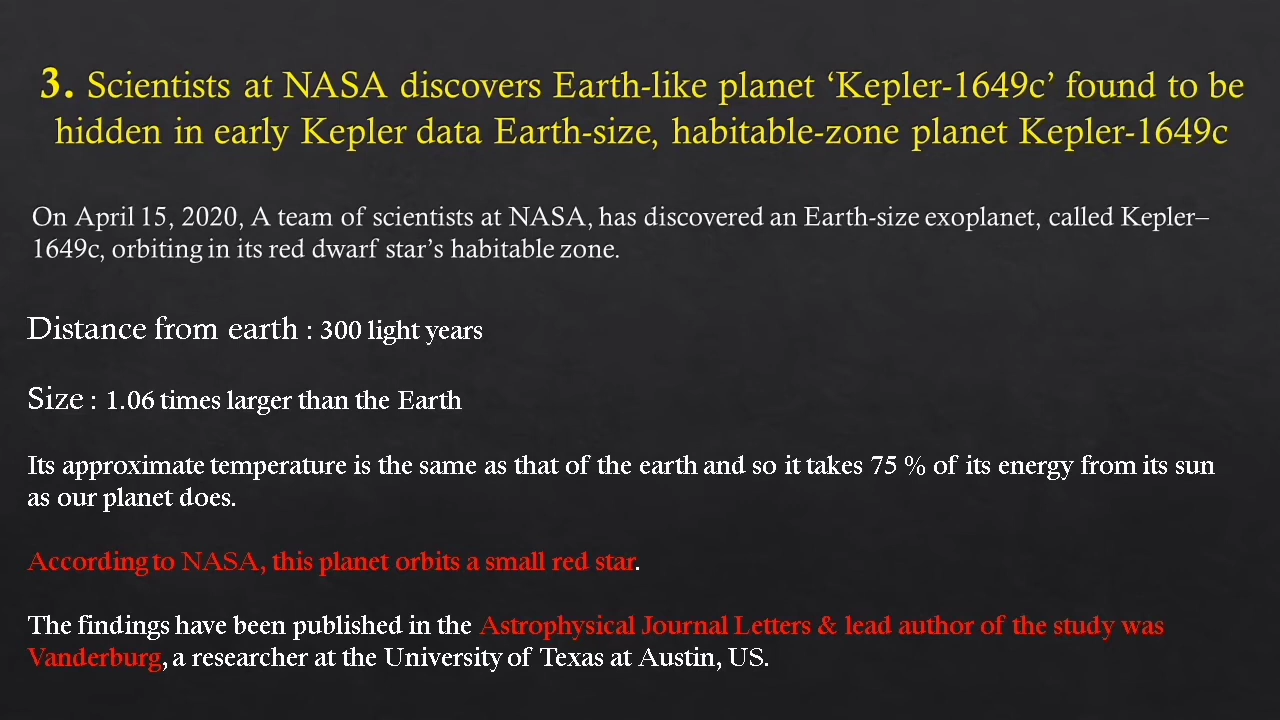 3. Scientists at NASA discovers Earth-like planet ‘Kepler-1649c’ found to be
hidden in early Kepler data Earth-size, habitable-zone planet Kepler-1649c
On April 15, 2020, A team of scientists at NASA, has discovered an Earth-size exoplanet, called Kepler–
1649c, orbiting in its red dwarf star’s habitable zone.
Distance from earth : 300 light years
Size : 1.06 times larger than the Earth
Its approximate temperature is the same as that of the earth and so it takes 75 % of its energy from its sun
as our planet does.
According to NASA, this planet orbits a small red star.
The findings have been published in the Astrophysical Journal Letters & lead author of the study was
Vanderburg, a researcher at the University of Texas at Austin, US.